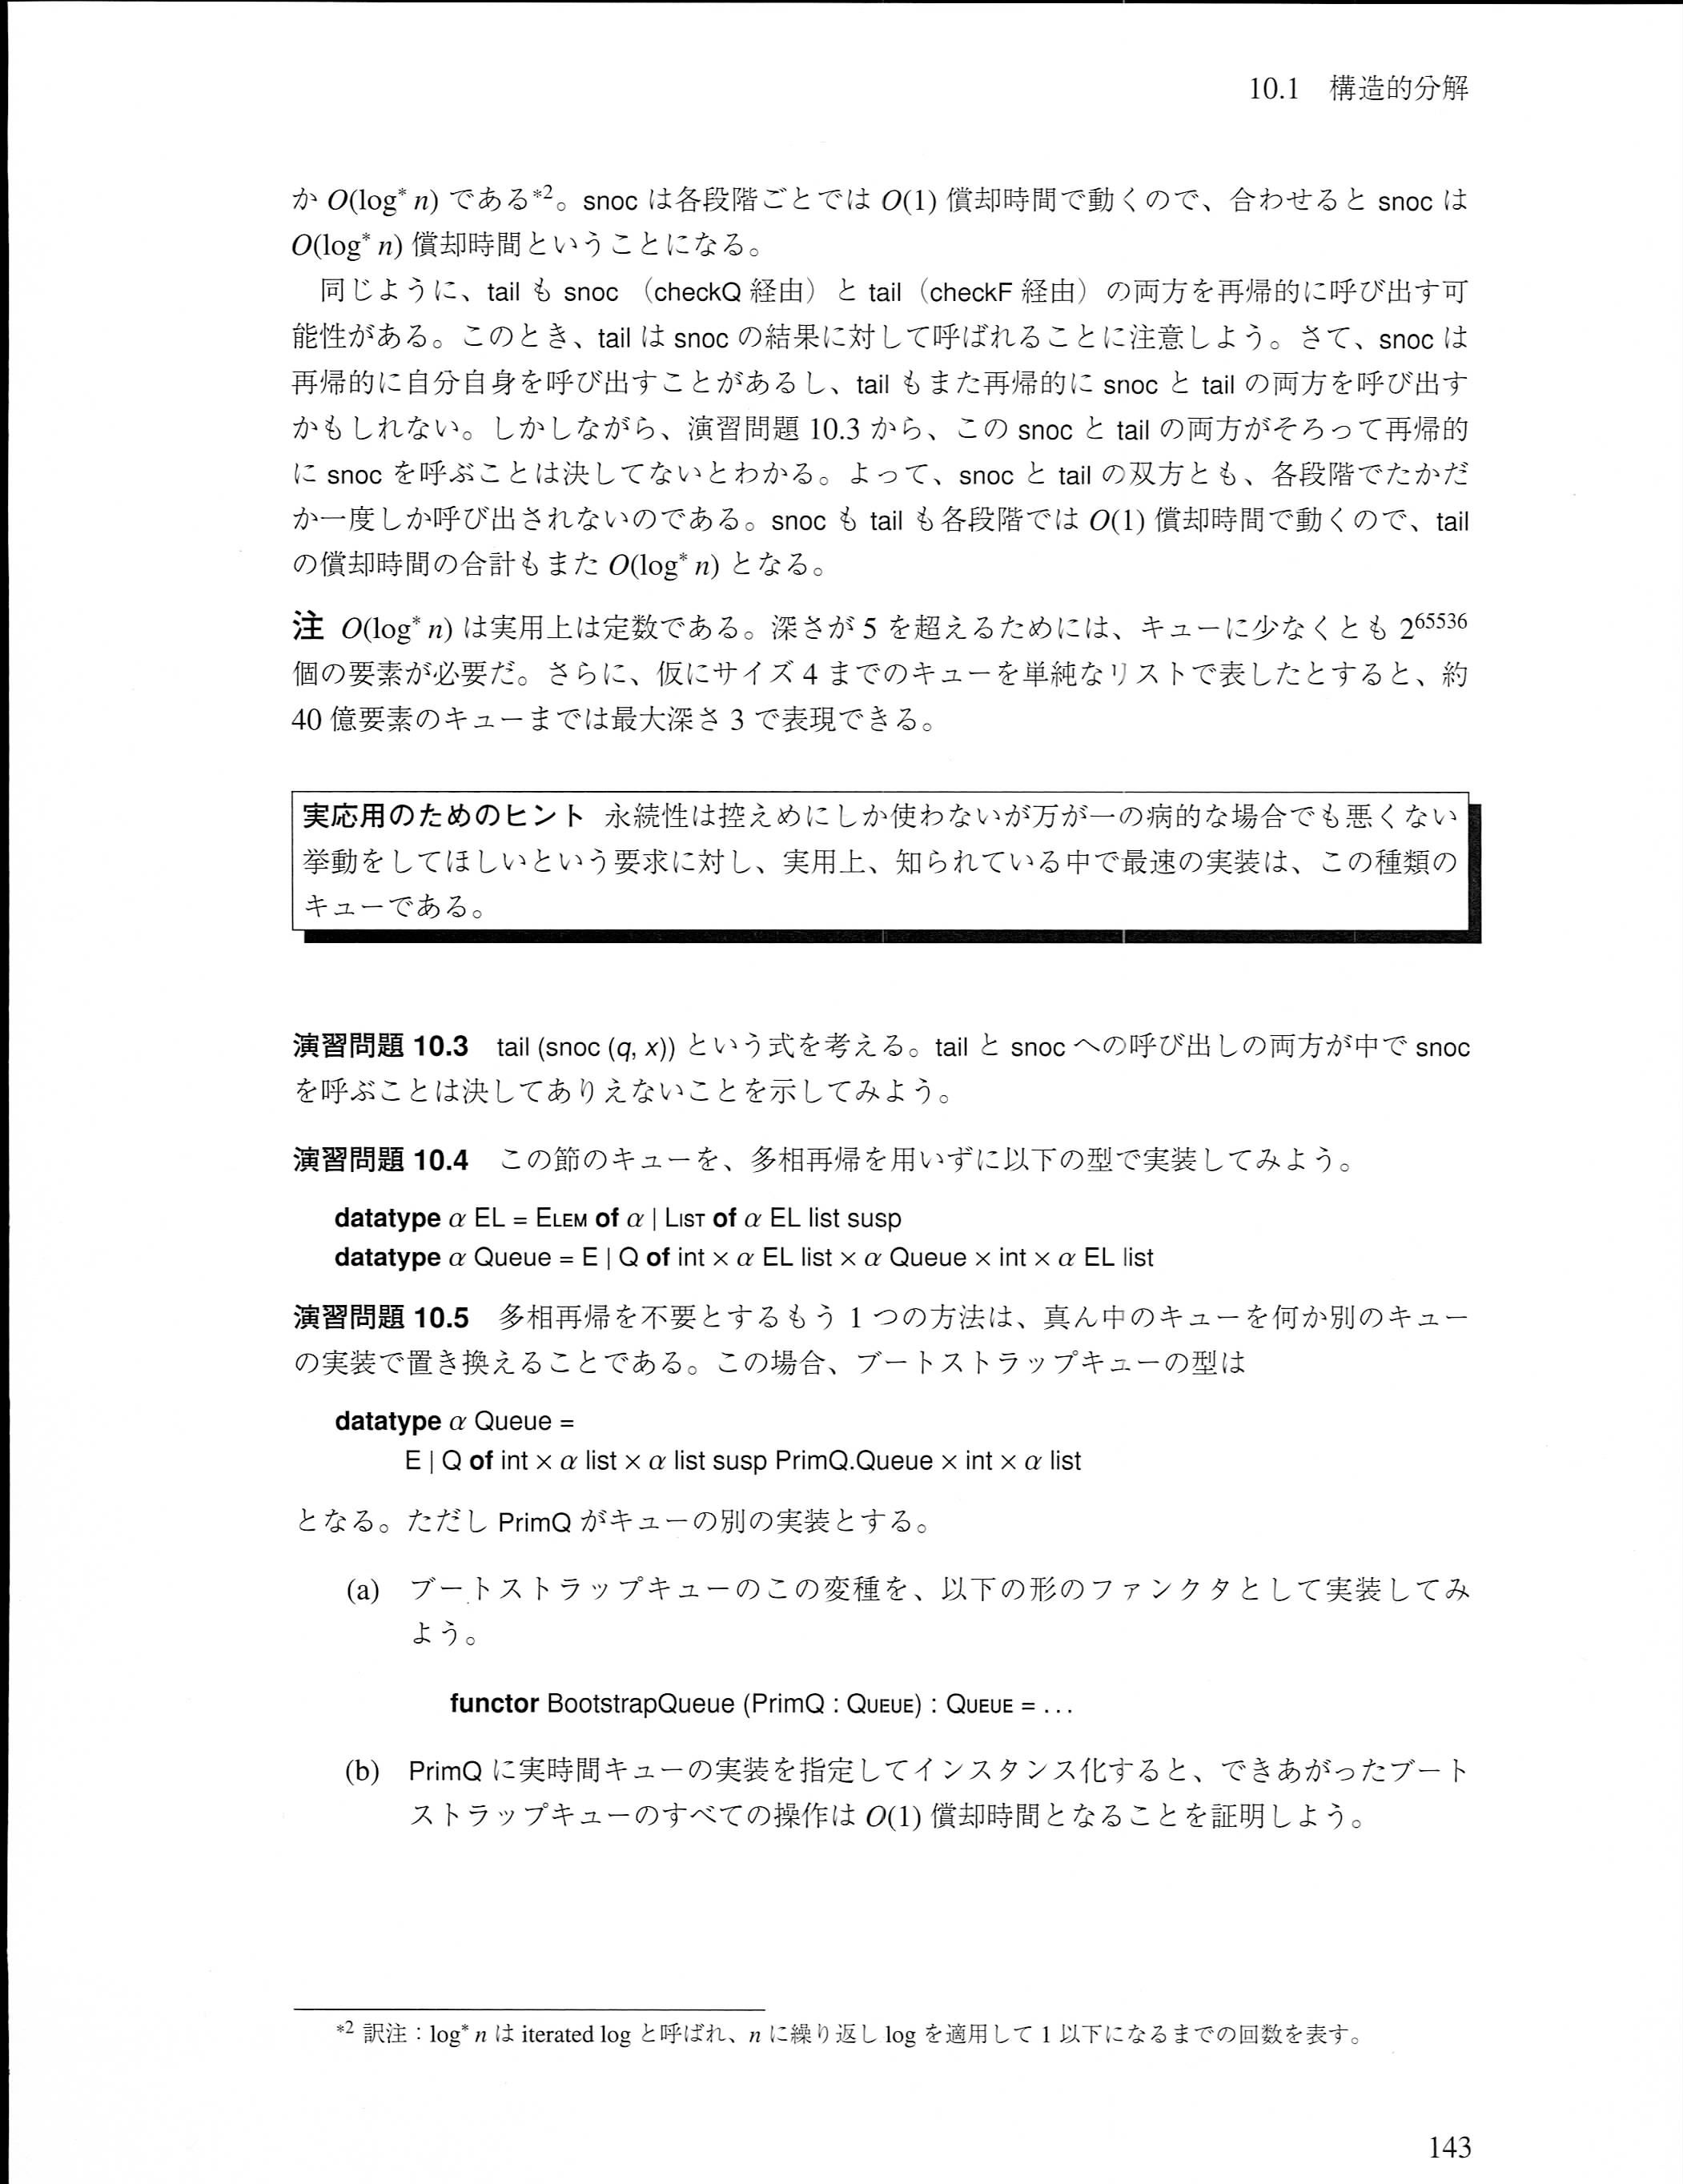 10.1 構造的分解
か O(log* n) である*2。snoc は各段階ごとでは O(1) 償却時間で動くので、合わせると snoc は
O(log* n) 償却時間ということになる。
同じように、tail も snoc （checkQ 経由）と tail（checkF 経由）の両方を再帰的に呼び出す可
能性がある。このとき、tail は snoc の結果に対して呼ばれることに注意しよう。さて、snoc は
再帰的に自分自身を呼び出すことがあるし、tail もまた再帰的に snoc と tail の両方を呼び出す
かもしれない。しかしながら、演習問題 10.3 から、この snoc と tail の両方がそろって再帰的
に snoc を呼ぶことは決してないとわかる。よって、snoc と tail の双方とも、各段階でたかだ
か一度しか呼び出されないのである。snoc も tail も各段階では O(1) 償却時間で動くので、tail
の償却時間の合計もまた O(log* n) となる。
注 O(log* n) は実用上は定数である。深さが 5 を超えるためには、キューに少なくとも 2^65536
個の要素が必要だ。さらに、仮にサイズ 4 までのキューを単純なリストで表したとすると、約
40 億要素のキューまでは最大深さ 3 で表現できる。
実応用のためのヒント 永続性は控えめにしか使わないが万が一の病的な場合でも悪くない
挙動をしてほしいという要求に対し、実用上、知られている中で最速の実装は、この種類の
キューである。
演習問題 10.3 tail (snoc (q, x)) という式を考える。tail と snoc への呼び出しの両方が中で snoc
を呼ぶことは決してありえないことを示してみよう。
演習問題 10.4 この節のキューを、多相再帰を用いずに以下の型で実装してみよう。
datatype α EL = ELEM of α | LIST of α EL list susp
datatype α Queue = E | Q of int × α EL list × α Queue × int × α EL list
演習問題 10.5 多相再帰を不要とするもう 1 つの方法は、真ん中のキューを何か別のキュー
の実装で置き換えることである。この場合、ブートストラップキューの型は
datatype α Queue =
E | Q of int × α list × α list susp PrimQ.Queue × int × α list
となる。ただし PrimQ がキューの別の実装とする。
(a) ブートストラップキューのこの変種を、以下の形のファンクタとして実装してみ
よう。
functor BootstrapQueue (PrimQ : QUEUE) : QUEUE = ...
(b) PrimQ に実時間キューの実装を指定してインスタンス化すると、できあがったブート
ストラップキューのすべての操作は O(1) 償却時間となることを証明しよう。
*2 訳注：log* n は iterated log と呼ばれ、n に繰り返し log を適用して 1 以下になるまでの回数を表す。
143